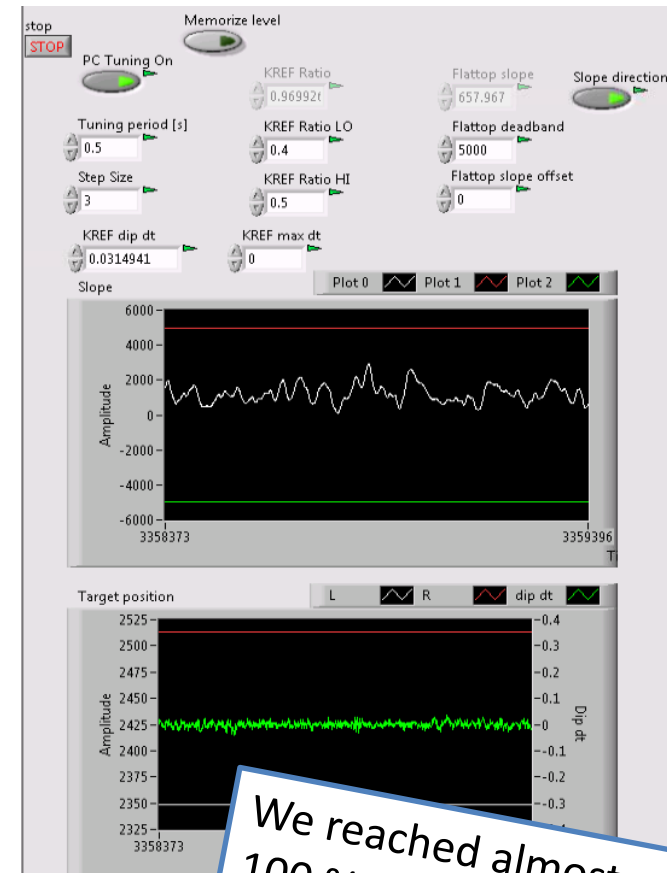 stop
Memorize level
STOP
PC Tuning On
KREF Ratio
Flattop slope
Slope direction
0.96992
657.967
Tuning period [s]
KREF Ratio LO
Flattop deadband
0.5
0.4
5000
Step Size
KREF Ratio HI
Flattop slope offset
3
0.5
0
KREF dip dt
KREF max dt
0.0314941
0
Slope
Plot 0
Plot 1
Plot 2
6000
4000
2000
0
-2000
-4000
-6000
Amplitude
3358373
3359396
Target position
L
R
dip dt
2525
2500
2475
2450
2425
2400
2375
2350
2325
Amplitude
-0.4
-0.3
-0.2
-0.1
-0
--0.1
--0.2
--0.3
Dip dt
3358373
We reached almost
100 %